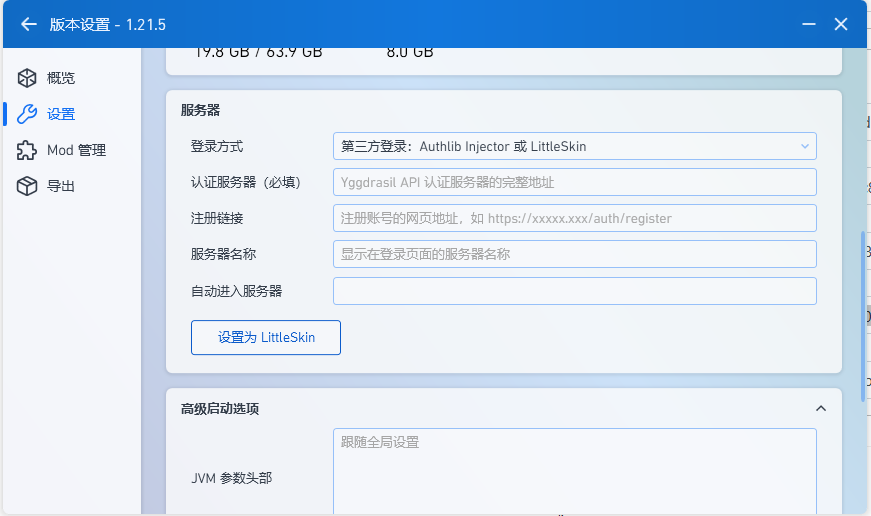 版本设置 - 1.21.5
概览
设置
Mod 管理
导出
19.8 GB / 63.9 GB 8.0 GB
服务器
登录方式 第三方登录：Authlib Injector 或 LittleSkin
认证服务器（必填） Yggdrasil API 认证服务器的完整地址
注册链接 注册账号的网页地址，如 https://xxxxx.xxx/auth/register
服务器名称 显示在登录页面的服务器名称
自动进入服务器
设置为 LittleSkin
高级启动选项
跟随全局设置
JVM 参数头部